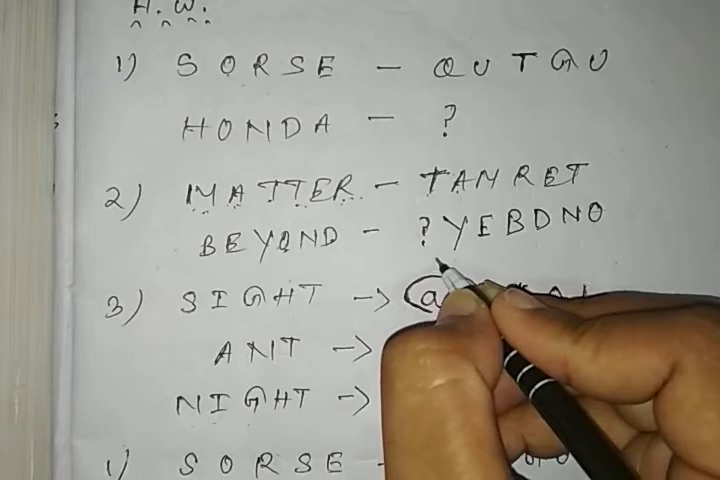 H.W.
1) SORSE - QUTGU
HONDA - ?
2) MATTER - TAMRET
BEYOND - ? YEBDNO
3) SIGHT -> a
ANT ->
NIGHT ->
1) SORSE -